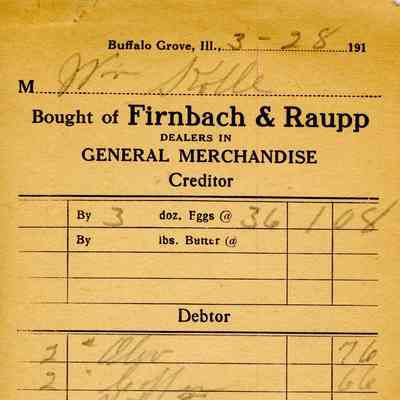 Buffalo Grove, Ill., 3-28 191
M Wm Kolle
Bought of Firnbach & Raupp
DEALERS IN
GENERAL MERCHANDISE
Creditor
By 3 doz. Eggs @ 36 1 08
By lbs. Butter @
Debtor
2 " 76
2 " 66